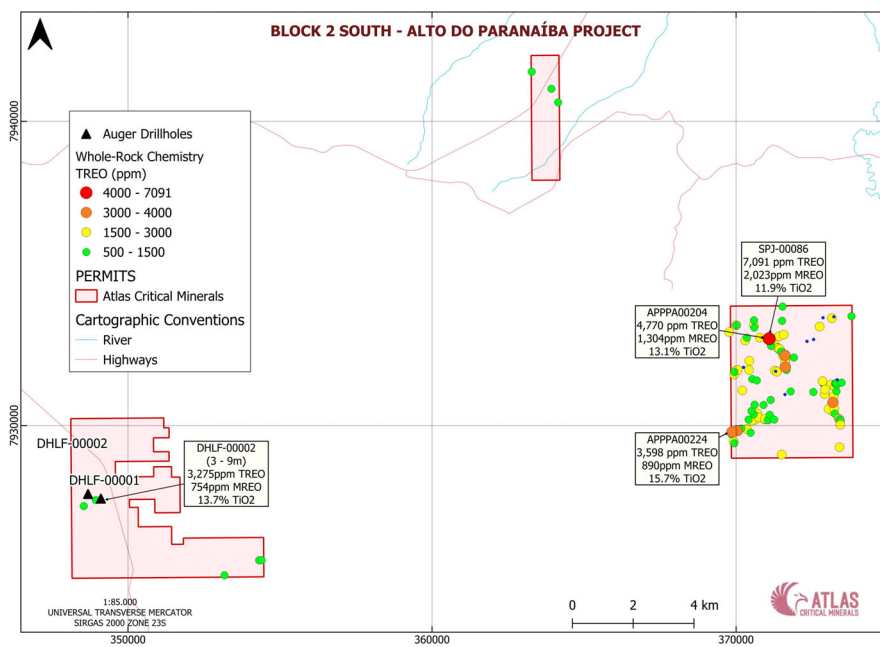 BLOCK 2 SOUTH - ALTO DO PARANAÍBA PROJECT
7940000
7930000
Auger Drillholes
Whole-Rock Chemistry
TREO (ppm)
4000 - 7091
3000 - 4000
1500 - 3000
500 - 1500
PERMITS
Atlas Critical Minerals
Cartographic Conventions
River
Highways
SPJ-00086
7,091 ppm TREO
2,023ppm MREO
11.9% TiO2
APPPA00204
4,770 ppm TREO
1,304ppm MREO
13.1% TiO2
APPPA00224
3,598 ppm TREO
890ppm MREO
15.7% TiO2
DHLF-00002
DHLF-00001
DHLF-00002
(3 - 9m)
3,275ppm TREO
754ppm MREO
13.7% TiO2
1:85.000
UNIVERSAL TRANSVERSE MERCATOR
SIRGAS 2000 ZONE 23S
0 2 4 km
ATLAS
CRITICAL MINERALS
350000
360000
370000